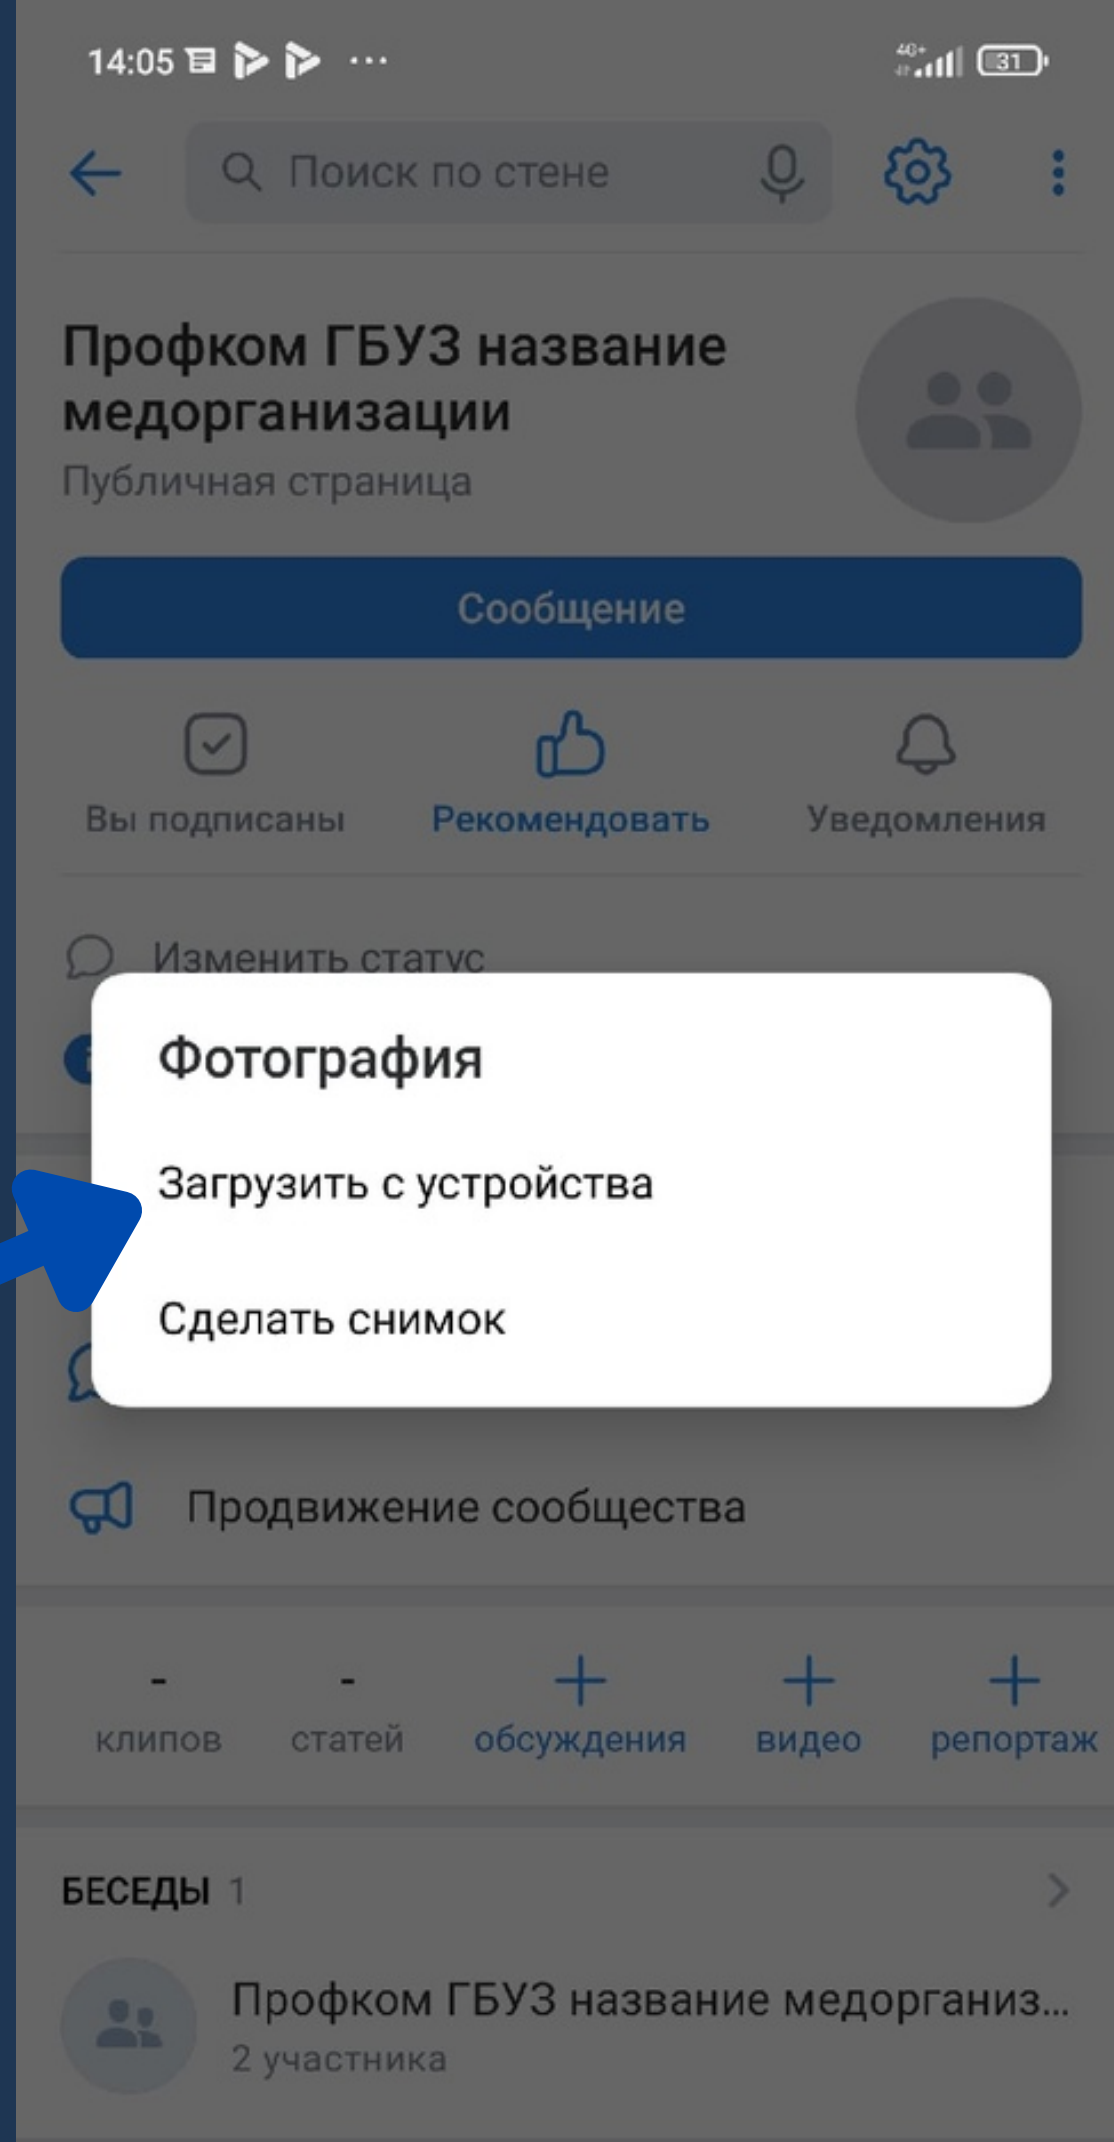 14:05
4G+
31
Поиск по стене
Профком ГБУЗ название
медорганизации
Публичная страница
Сообщение
Вы подписаны
Рекомендовать
Уведомления
Изменить статус
Фотография
Загрузить с устройства
Сделать снимок
Продвижение сообщества
- - + + +
клипов статей обсуждения видео репортаж
БЕСЕДЫ 1
Профком ГБУЗ название медорганиз...
2 участника